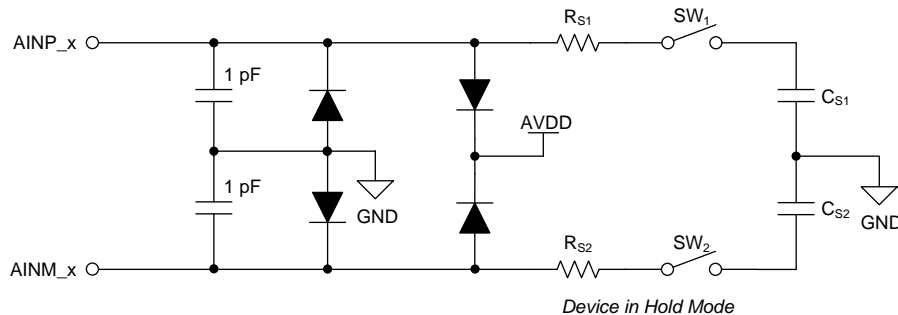 AINP_x
R_S1
SW_1
1 pF
AVDD
C_S1
1 pF
GND
C_S2
GND
R_S2
SW_2
AINM_x
Device in Hold Mode